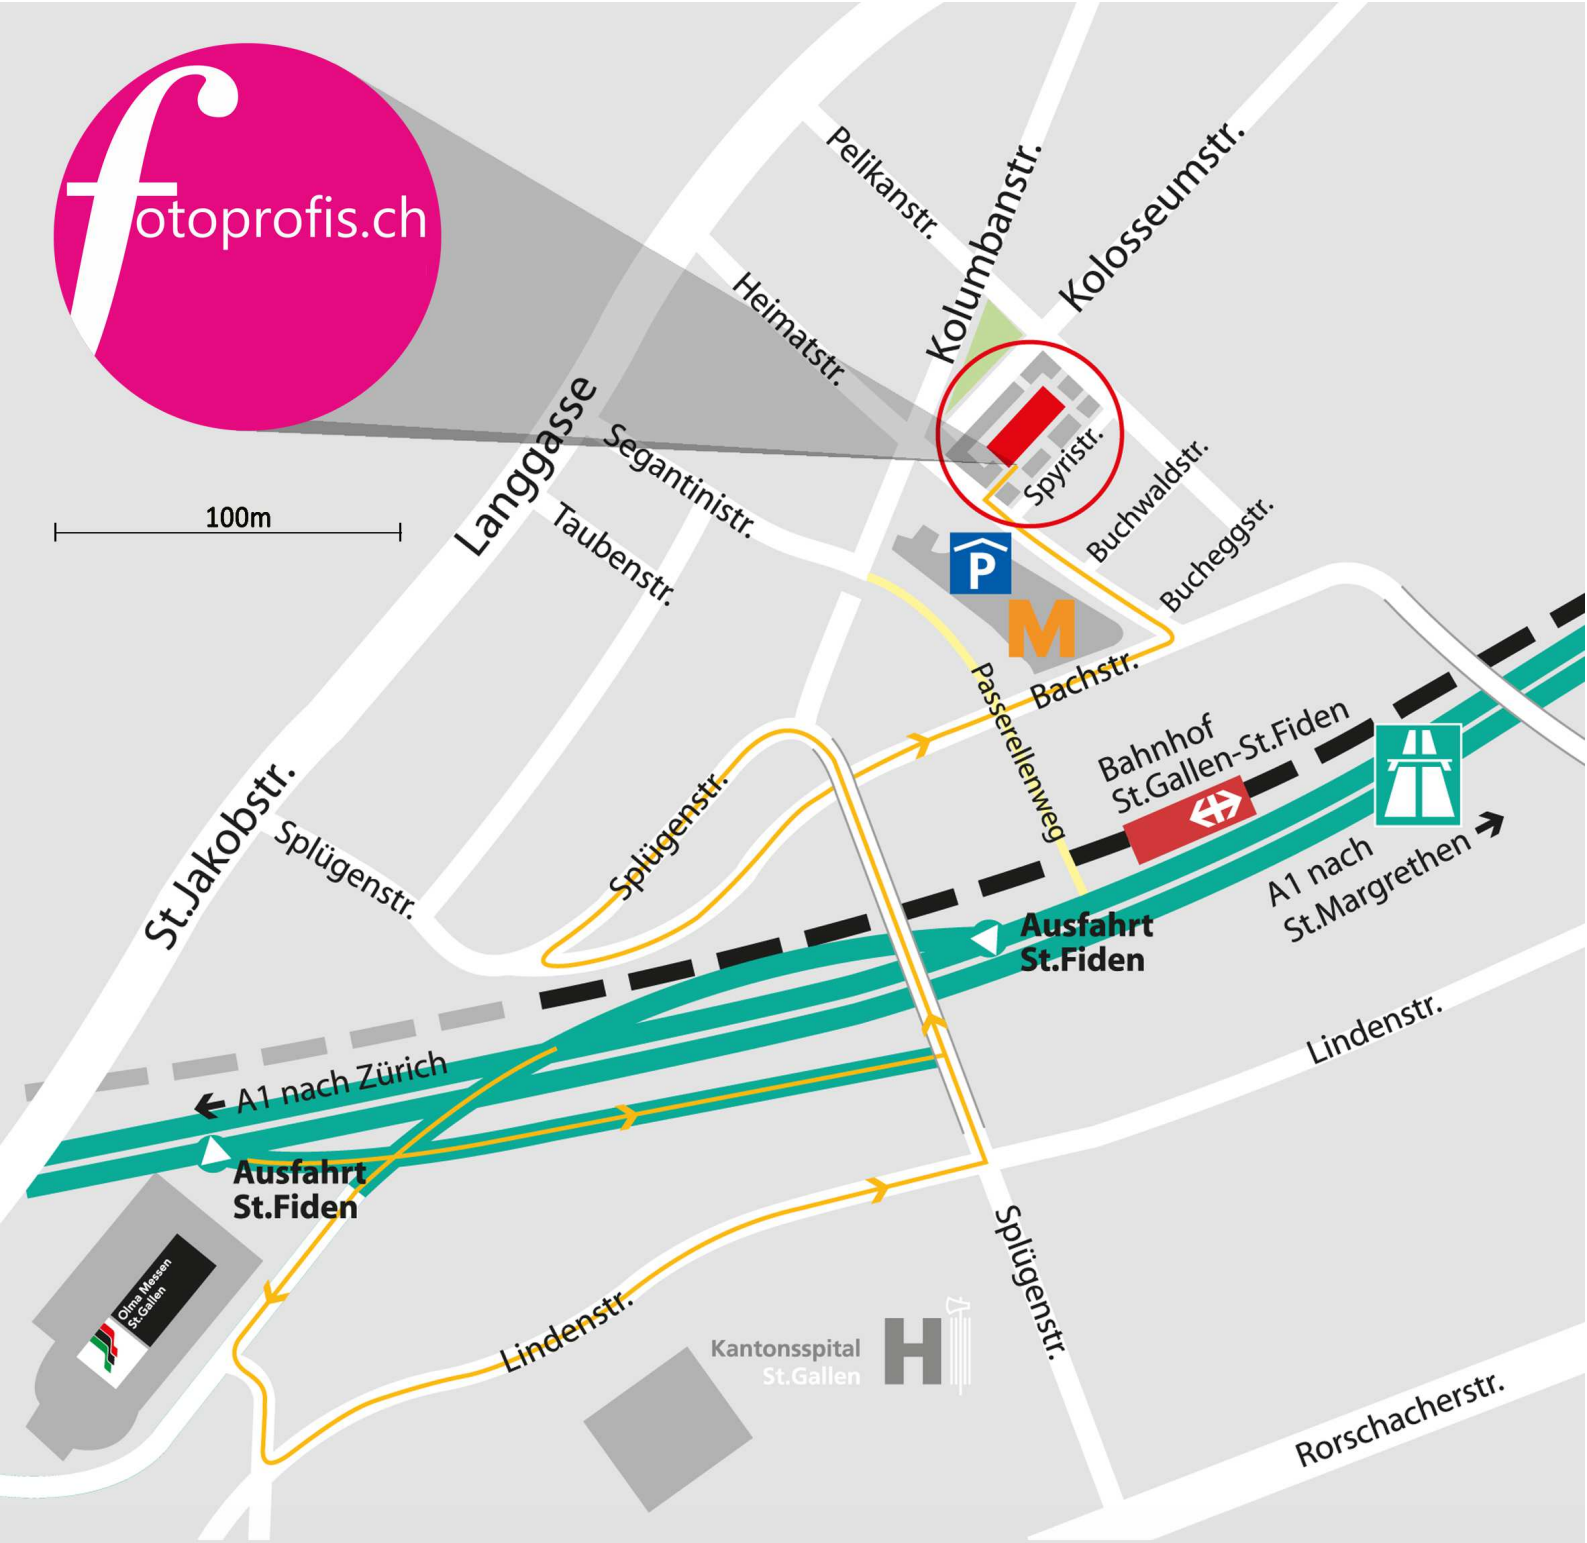 fotoprofis.ch
100m
Pelikanstr.
Kolumbanstr.
Kolosseumstr.
Heimatstr.
Langgasse
Segantinistr.
Taubenstr.
Spyristr.
Buchwaldstr.
Bucheggstr.
P
M
Bachstr.
Passerellenweg
Bahnhof
St.Gallen-St.Fiden
St.Jakobstr.
Splügenstr.
Splügenstr.
A1 nach
St.Margrethen
Ausfahrt
St.Fiden
Lindenstr.
A1 nach Zürich
Ausfahrt
St.Fiden
Olma Messen
St.Gallen
Lindenstr.
Splügenstr.
Kantonsspital
St.Gallen
H
Rorschacherstr.